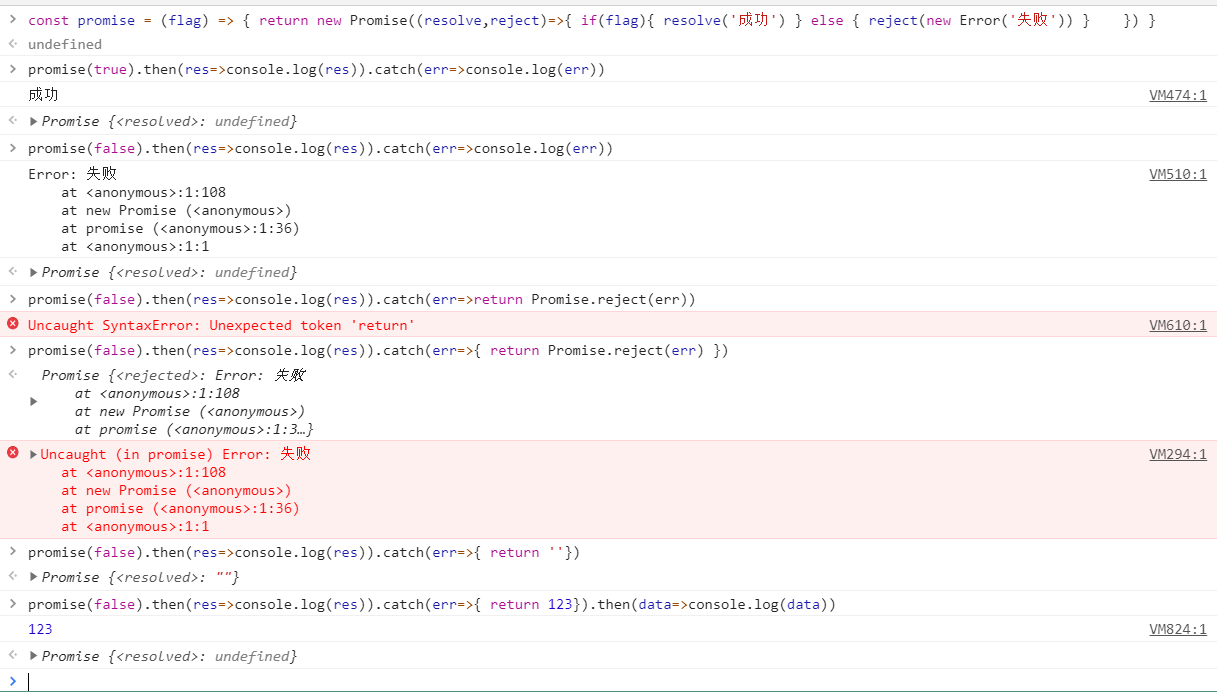 const promise = (flag) => { return new Promise((resolve,reject)=>{ if(flag){ resolve('成功') } else { reject(new Error('失败')) }    }) }
undefined
promise(true).then(res=>console.log(res)).catch(err=>console.log(err))
成功 VM474:1
Promise {<resolved>: undefined}
promise(false).then(res=>console.log(res)).catch(err=>console.log(err))
Error: 失败 VM510:1
    at <anonymous>:1:108
    at new Promise (<anonymous>)
    at promise (<anonymous>:1:36)
    at <anonymous>:1:1
Promise {<resolved>: undefined}
promise(false).then(res=>console.log(res)).catch(err=>return Promise.reject(err))
Uncaught SyntaxError: Unexpected token 'return' VM610:1
promise(false).then(res=>console.log(res)).catch(err=>{ return Promise.reject(err) })
Promise {<rejected>: Error: 失败
    at <anonymous>:1:108
    at new Promise (<anonymous>)
    at promise (<anonymous>:1:3…}
Uncaught (in promise) Error: 失败 VM294:1
    at <anonymous>:1:108
    at new Promise (<anonymous>)
    at promise (<anonymous>:1:36)
    at <anonymous>:1:1
promise(false).then(res=>console.log(res)).catch(err=>{ return ''})
Promise {<resolved>: ""}
promise(false).then(res=>console.log(res)).catch(err=>{ return 123}).then(data=>console.log(data))
123 VM824:1
Promise {<resolved>: undefined}